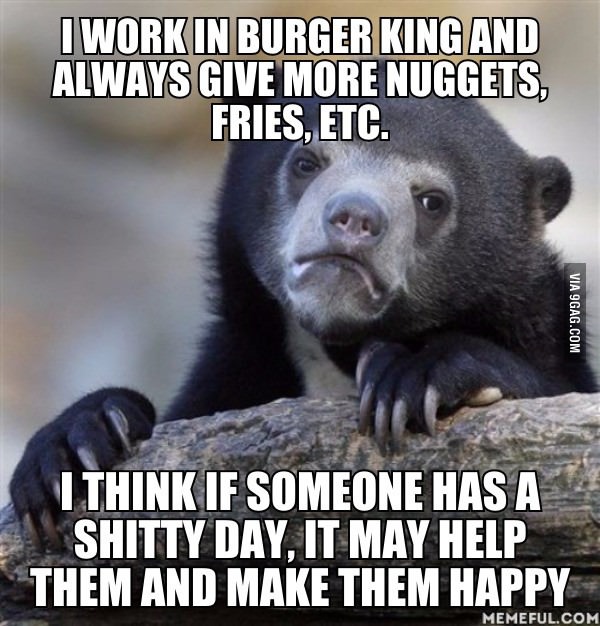 I WORK IN BURGER KING AND
ALWAYS GIVE MORE NUGGETS,
FRIES, ETC.
VIA 9GAG.COM
I THINK IF SOMEONE HAS A
SHITTY DAY, IT MAY HELP
THEM AND MAKE THEM HAPPY
MEMEFUL.COM